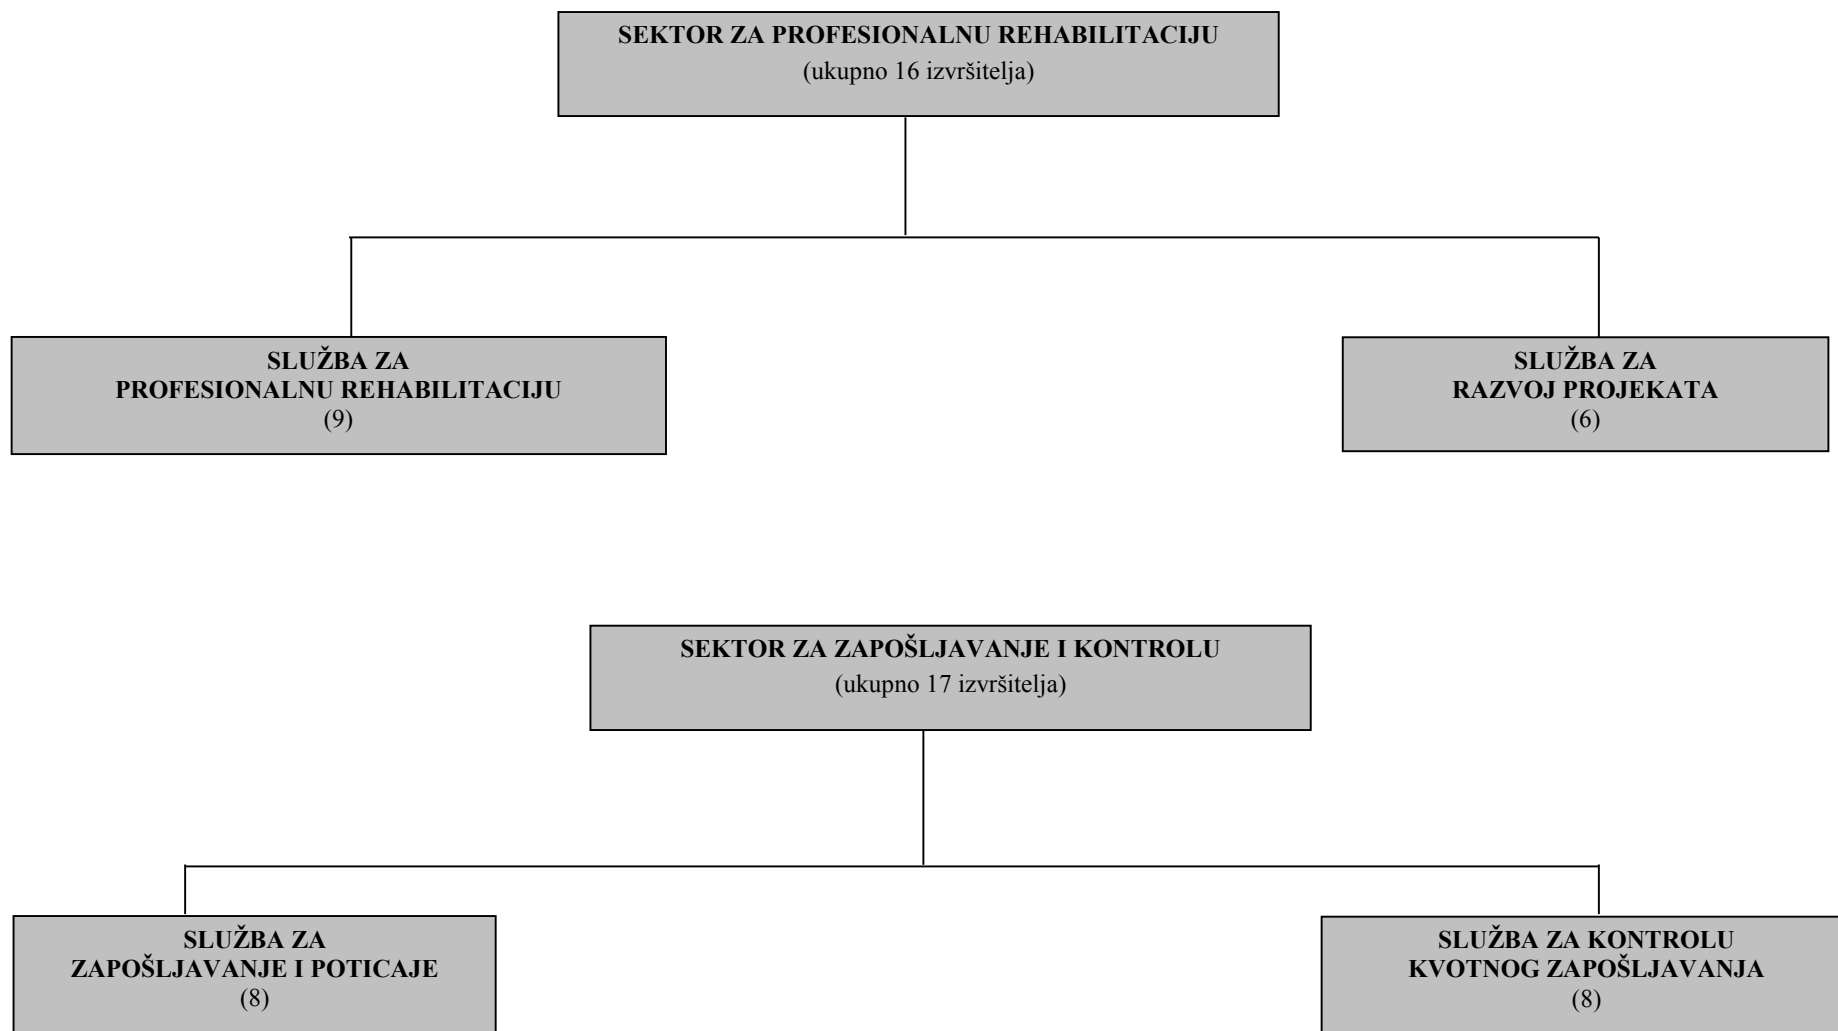 SEKTOR ZA PROFESIONALNU REHABILITACIJU
(ukupno 16 izvršitelja)
SLUŽBA ZA
PROFESIONALNU REHABILITACIJU
(9)
SLUŽBA ZA
RAZVOJ PROJEKATA
(6)
SEKTOR ZA ZAPOŠLJAVANJE I KONTROLU
(ukupno 17 izvršitelja)
SLUŽBA ZA
ZAPOŠLJAVANJE I POTICAJE
(8)
SLUŽBA ZA KONTROLU
KVOTNOG ZAPOŠLJAVANJA
(8)